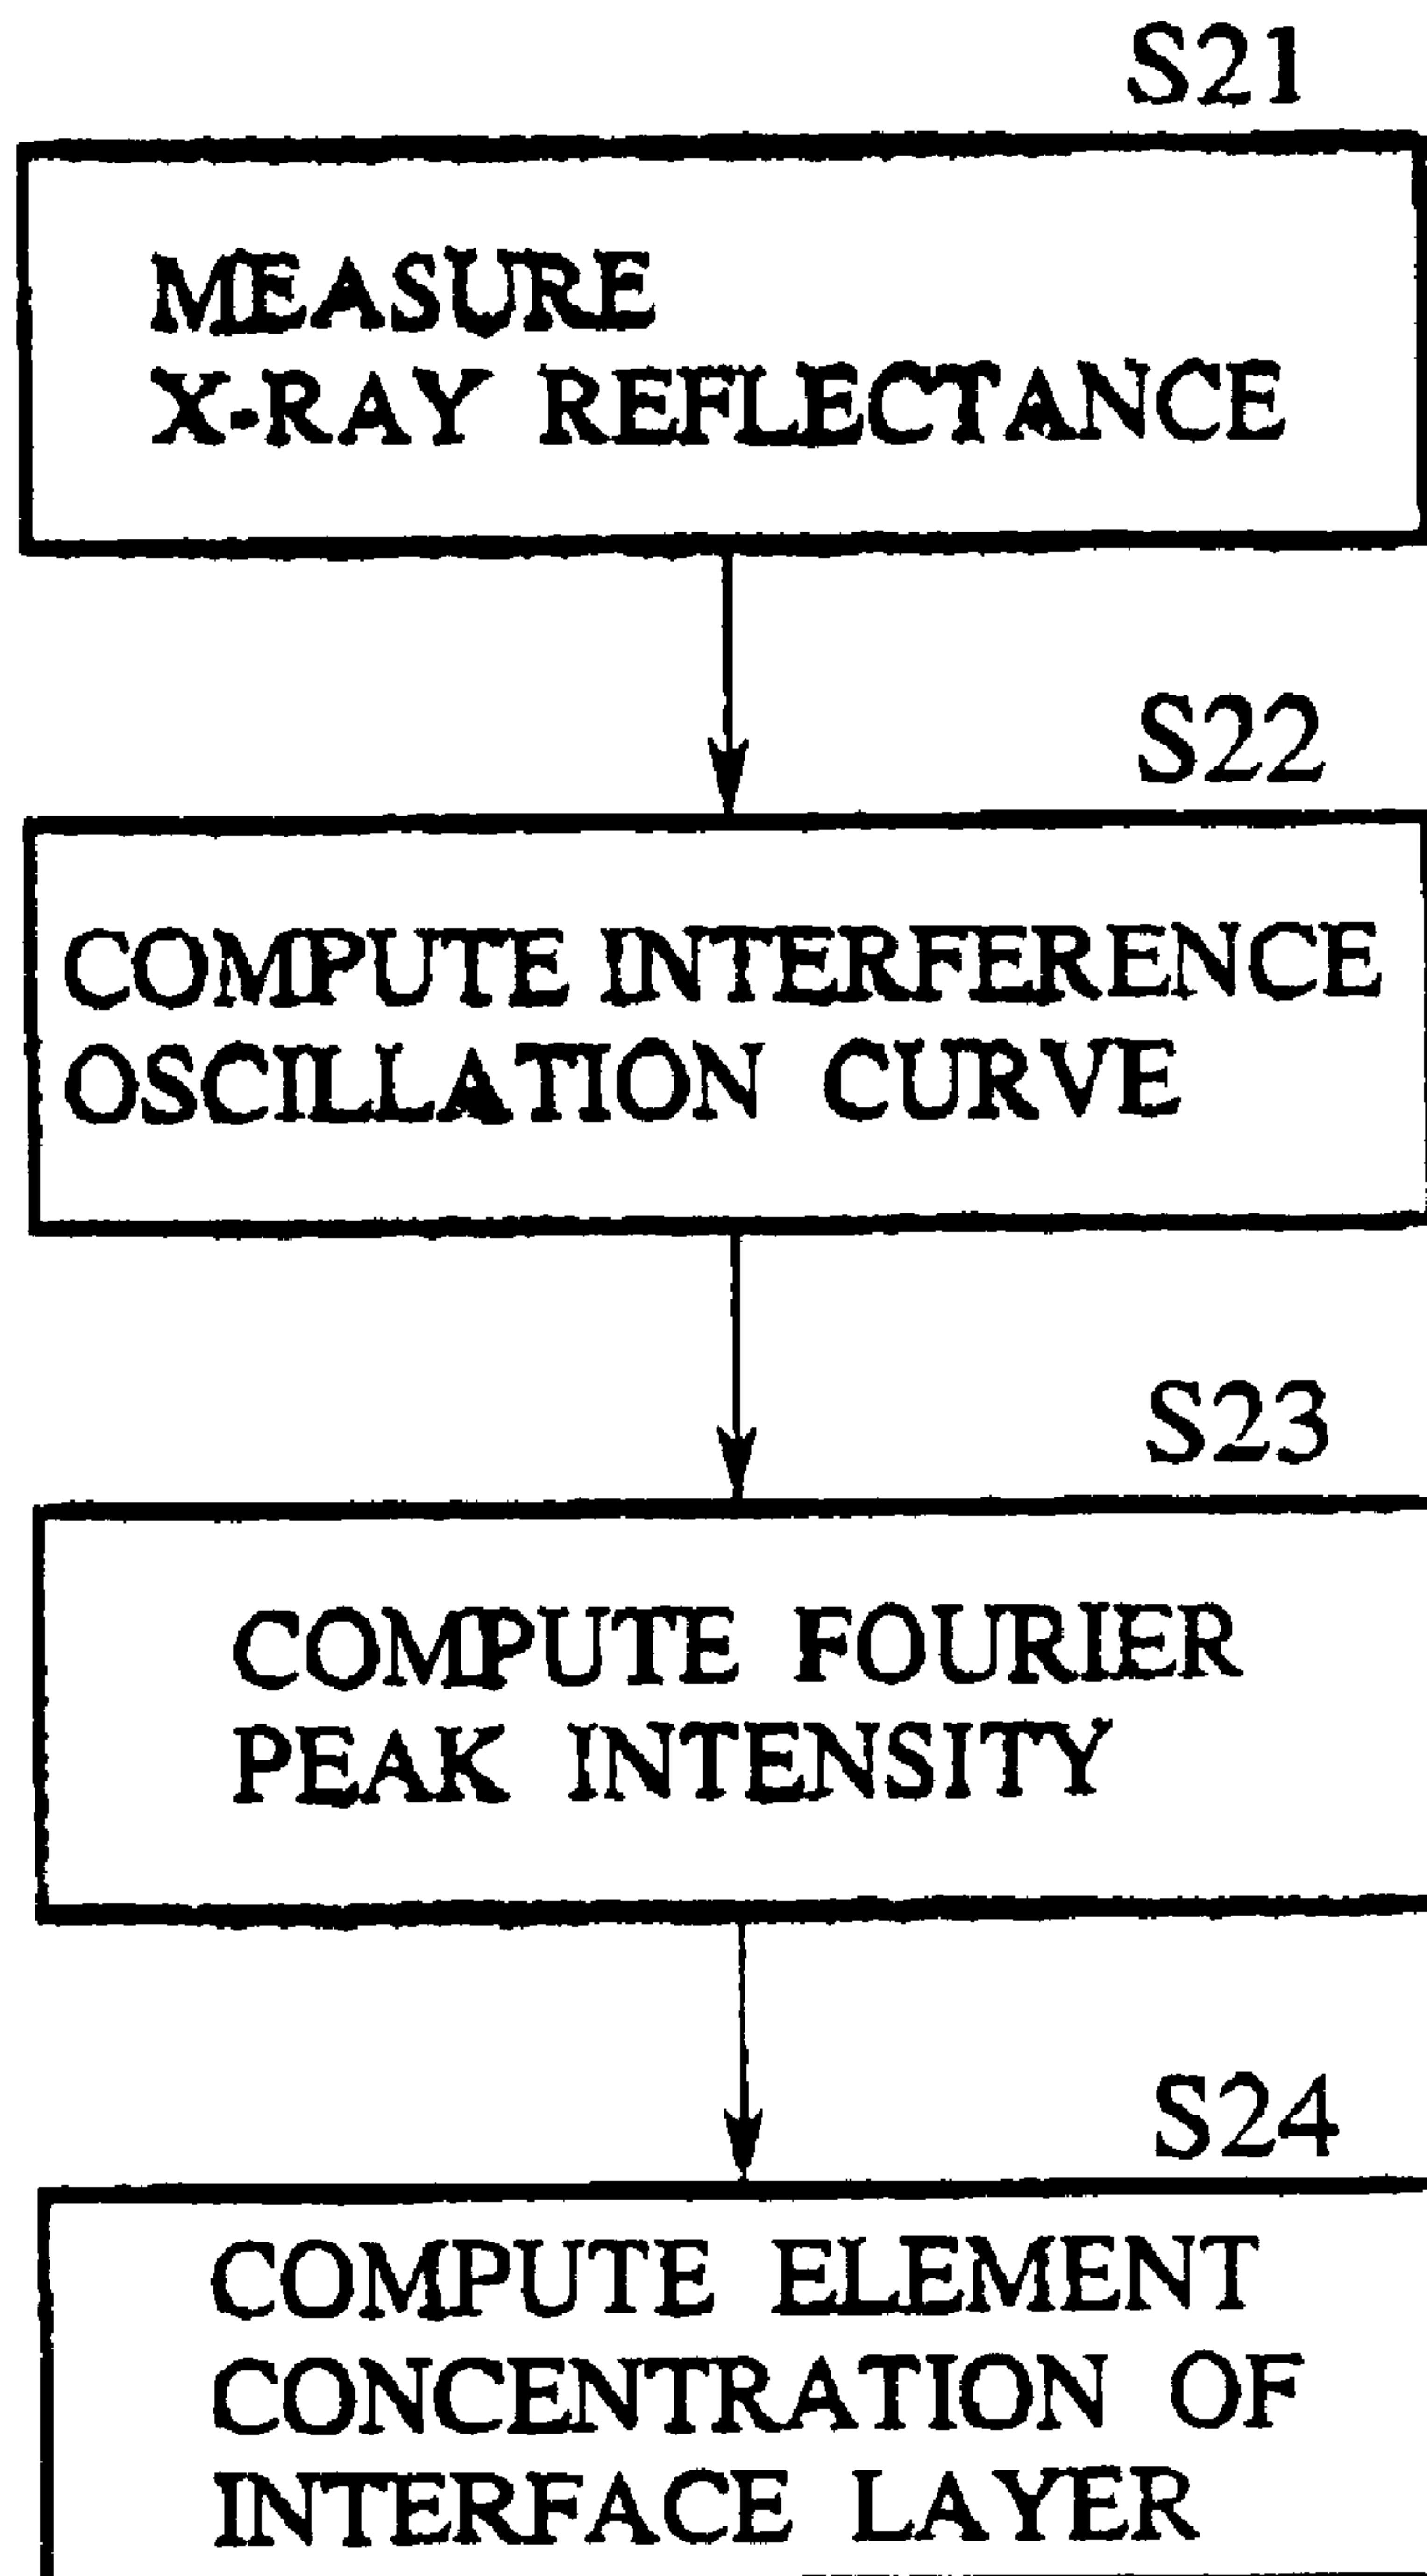 S21
MEASURE
X-RAY REFLECTANCE
S22
COMPUTE INTERFERENCE
OSCILLATION CURVE
S23
COMPUTE FOURIER
PEAK INTENSITY
S24
COMPUTE ELEMENT
CONCENTRATION OF
INTERFACE LAYER